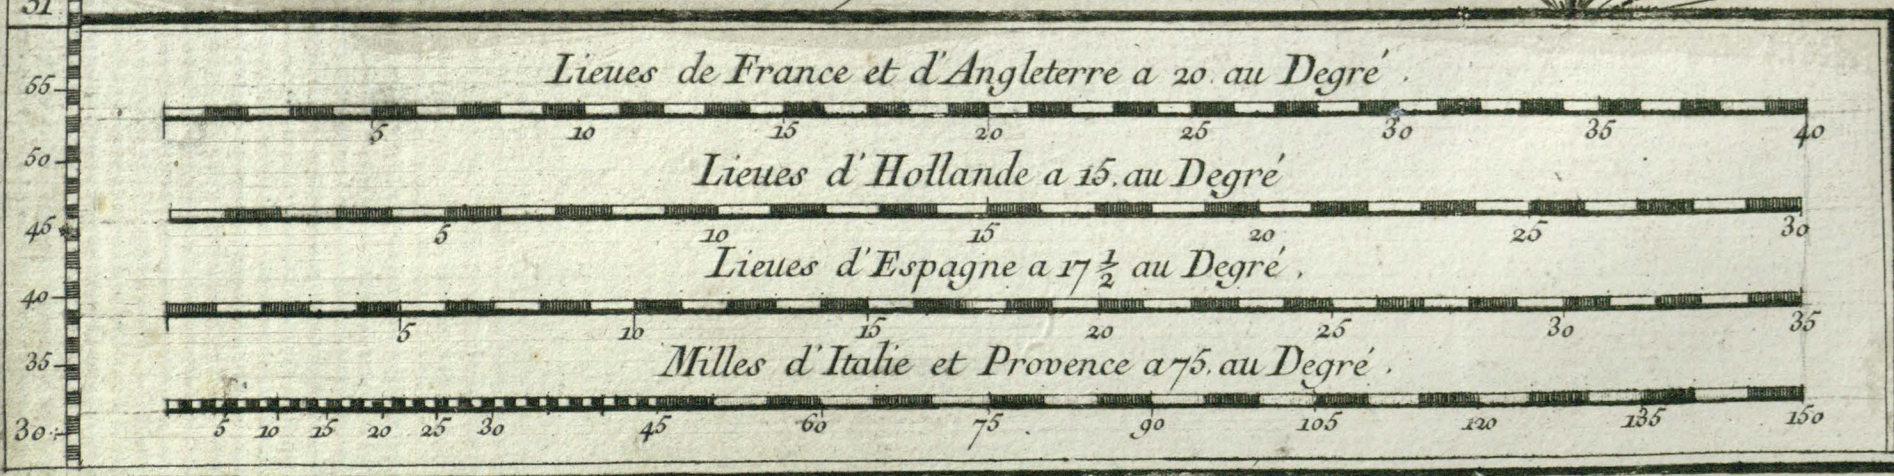 51
55
50
45
40
35
30
Lieues de France et d'Angleterre a 20. au Degré.
5 10 15 20 25 30 35 40
Lieues d'Hollande a 15. au Degré
5 10 15 20 25 30
Lieues d'Espagne a 17 ½ au Degré.
5 10 15 20 25 30 35
Milles d'Italie et Provence a 75. au Degré.
5 10 15 20 25 30 45 60 75 90 105 120 135 150